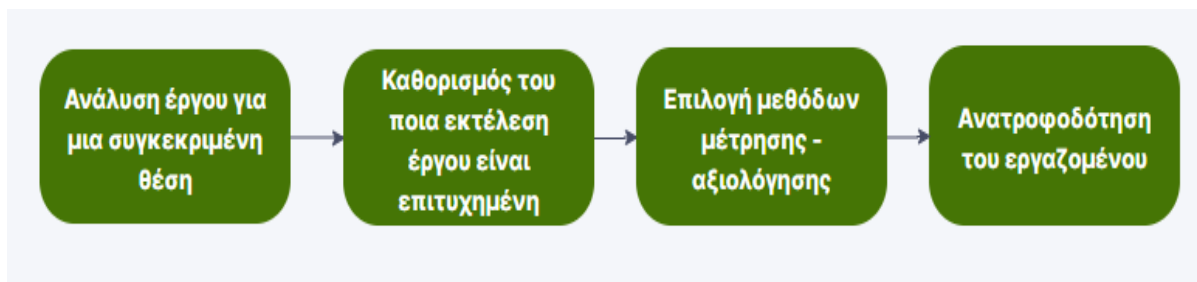 Ανάλυση έργου για
μια συγκεκριμένη
θέση
Καθορισμός του
ποια εκτέλεση
έργου είναι
επιτυχημένη
Επιλογή μεθόδων
μέτρησης -
αξιολόγησης
Ανατροφοδότηση
του εργαζομένου